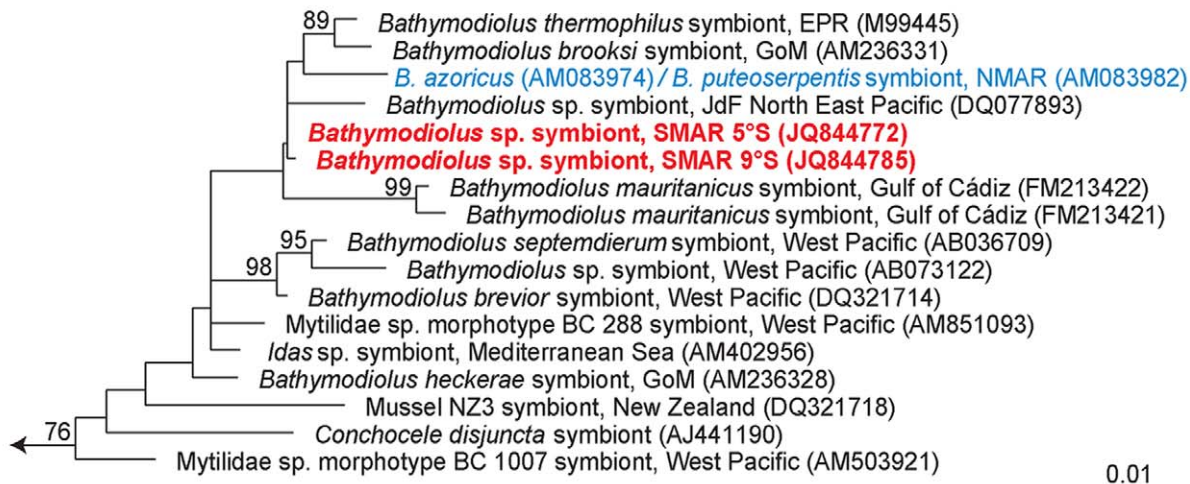 89
Bathymodiolus thermophilus symbiont, EPR (M99445)
Bathymodiolus brooksi symbiont, GoM (AM236331)
B. azoricus (AM083974) / B. puteoserpentis symbiont, NMAR (AM083982)
Bathymodiolus sp. symbiont, JdF North East Pacific (DQ077893)
Bathymodiolus sp. symbiont, SMAR 5°S (JQ844772)
Bathymodiolus sp. symbiont, SMAR 9°S (JQ844785)
99 Bathymodiolus mauritanicus symbiont, Gulf of Cádiz (FM213422)
Bathymodiolus mauritanicus symbiont, Gulf of Cádiz (FM213421)
95 Bathymodiolus septemdierum symbiont, West Pacific (AB036709)
98 Bathymodiolus sp. symbiont, West Pacific (AB073122)
Bathymodiolus brevior symbiont, West Pacific (DQ321714)
Mytilidae sp. morphotype BC 288 symbiont, West Pacific (AM851093)
Idas sp. symbiont, Mediterranean Sea (AM402956)
Bathymodiolus heckerae symbiont, GoM (AM236328)
Mussel NZ3 symbiont, New Zealand (DQ321718)
76 Conchocele disjuncta symbiont (AJ441190)
Mytilidae sp. morphotype BC 1007 symbiont, West Pacific (AM503921)
0.01